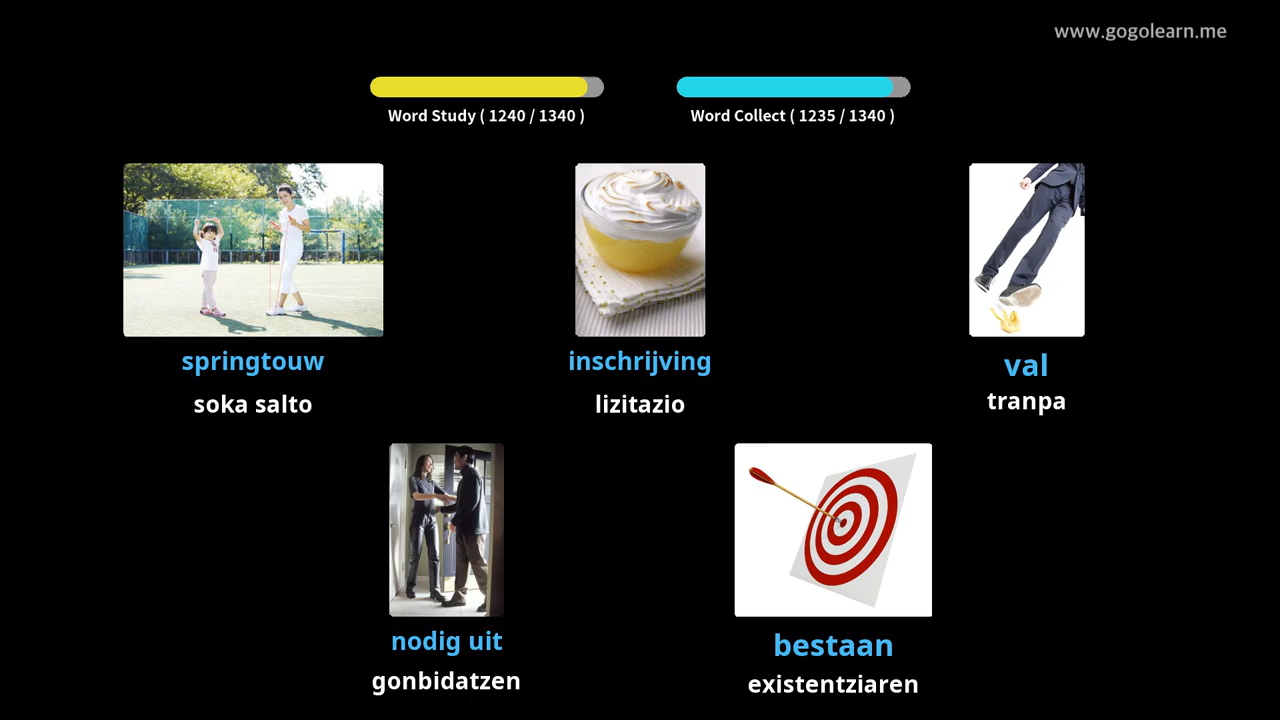 www.gogolearn.me
Word Study ( 1240 / 1340 )
Word Collect ( 1235 / 1340 )
springtouw
inschrijving
val
soka salto
lizitazio
tranpa
nodig uit
bestaan
gonbidatzen
existentziaren